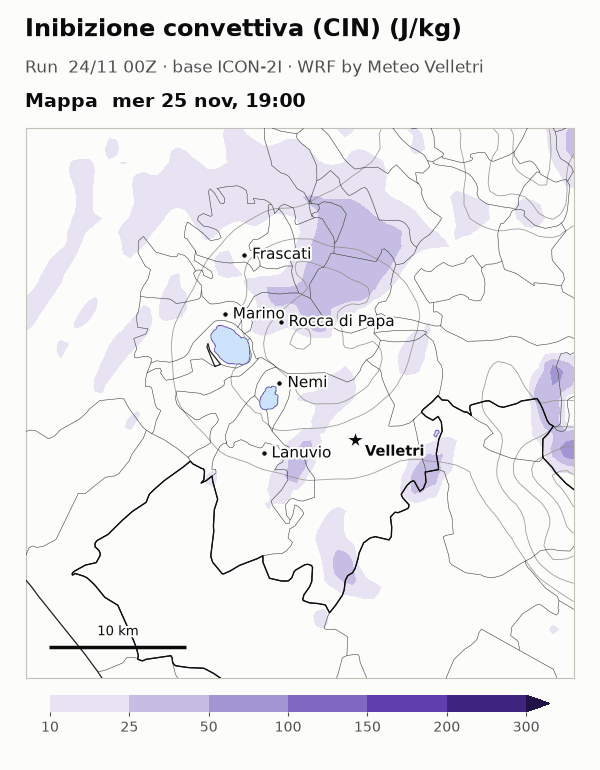 Inibizione convettiva (CIN) (J/kg)
Run  24/11 00Z · base ICON-2I · WRF by Meteo Velletri
Mappa  mer 25 nov, 19:00
Frascati
Marino
Rocca di Papa
Nemi
Velletri
Lanuvio
10 km
10 25 50 100 150 200 300